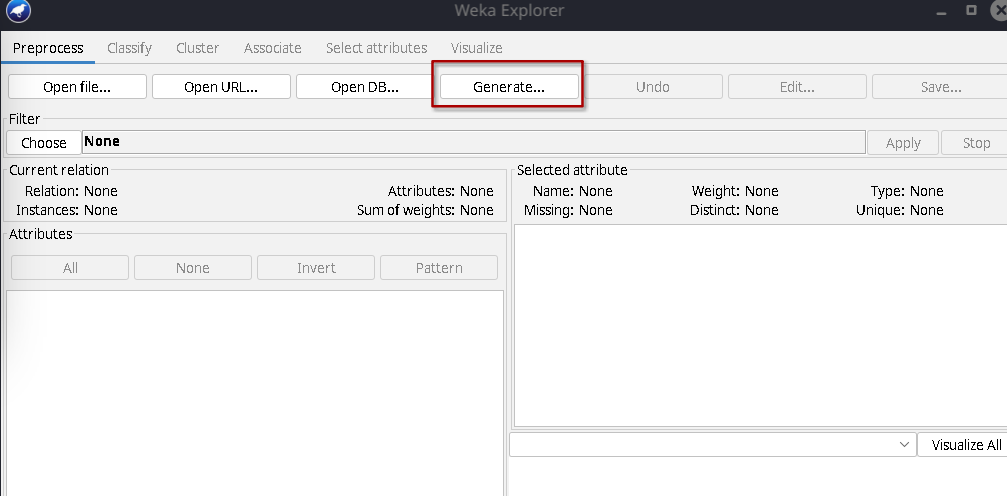 Weka Explorer
Preprocess Classify Cluster Associate Select attributes Visualize
Open file... Open URL... Open DB... Generate... Undo Edit... Save...
Filter
Choose None Apply Stop
Current relation
Relation: None Attributes: None
Instances: None Sum of weights: None
Selected attribute
Name: None Weight: None Type: None
Missing: None Distinct: None Unique: None
Attributes
All None Invert Pattern
Visualize All